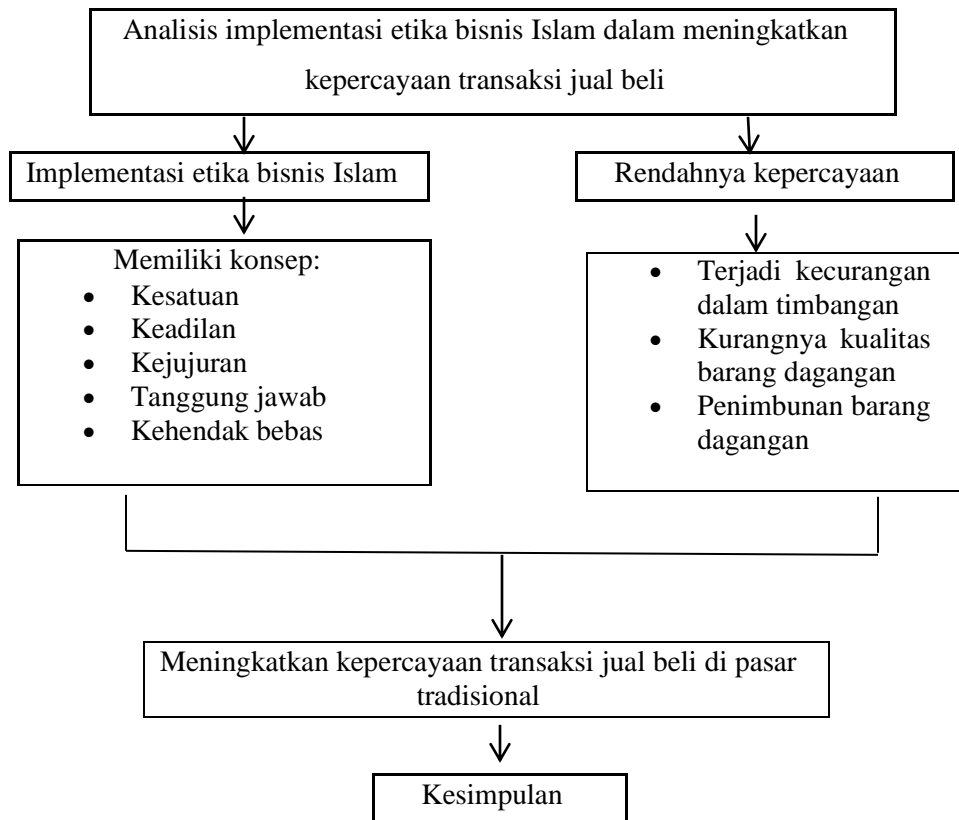 Analisis implementasi etika bisnis Islam dalam meningkatkan
kepercayaan transaksi jual beli
Implementasi etika bisnis Islam
Rendahnya kepercayaan
Memiliki konsep:
• Kesatuan
• Keadilan
• Kejujuran
• Tanggung jawab
• Kehendak bebas
• Terjadi kecurangan
dalam timbangan
• Kurangnya kualitas
barang dagangan
• Penimbunan barang
dagangan
Meningkatkan kepercayaan transaksi jual beli di pasar
tradisional
Kesimpulan